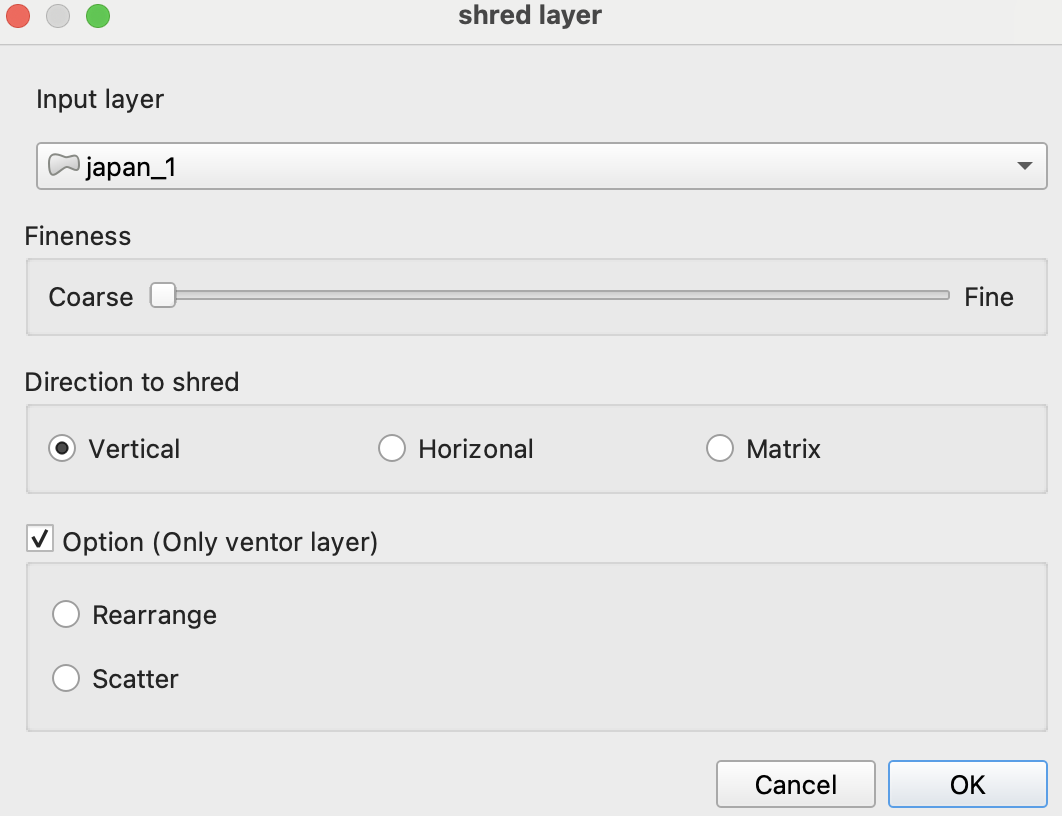 shred layer
Input layer
japan_1
Fineness
Coarse Fine
Direction to shred
Vertical Horizonal Matrix
Option (Only ventor layer)
Rearrange
Scatter
Cancel OK